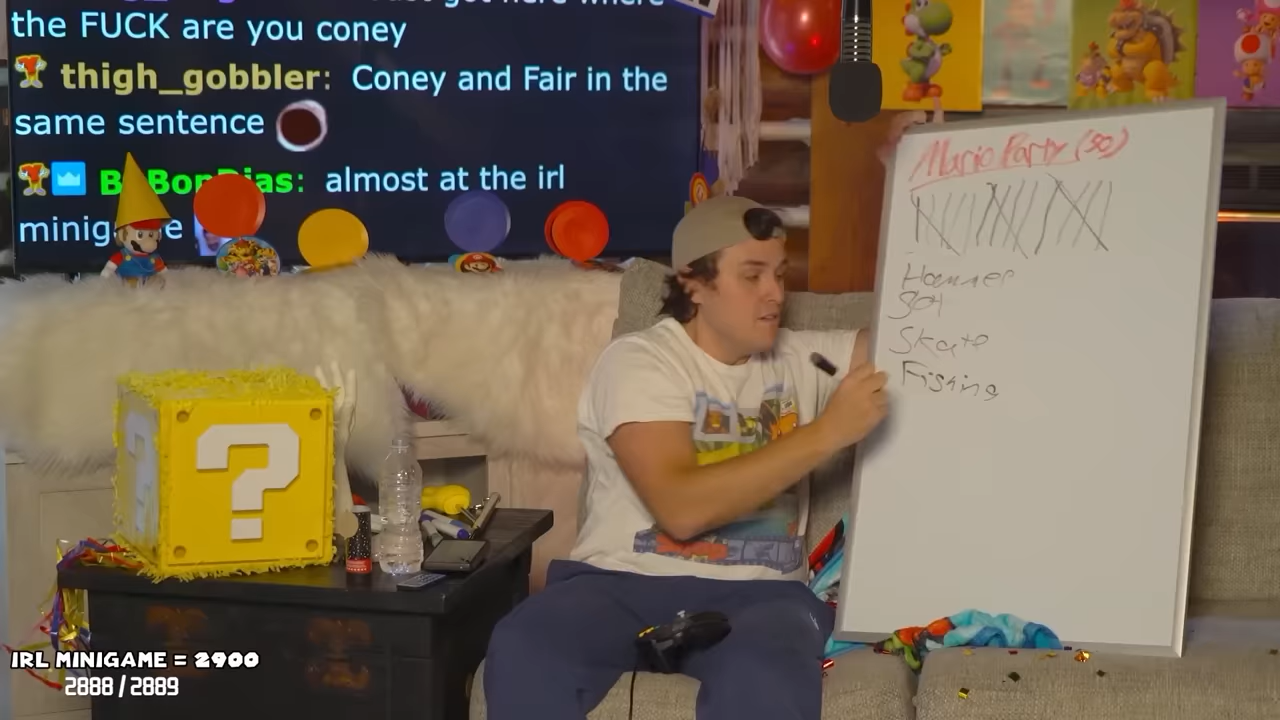 the FUCK are you coney
thigh_gobbler: Coney and Fair in the
same sentence
almost at the irl
Mario Party (50)
Hammer
Skate
Fishing
?
IRL MINIGAME = 2900
2888 / 2889